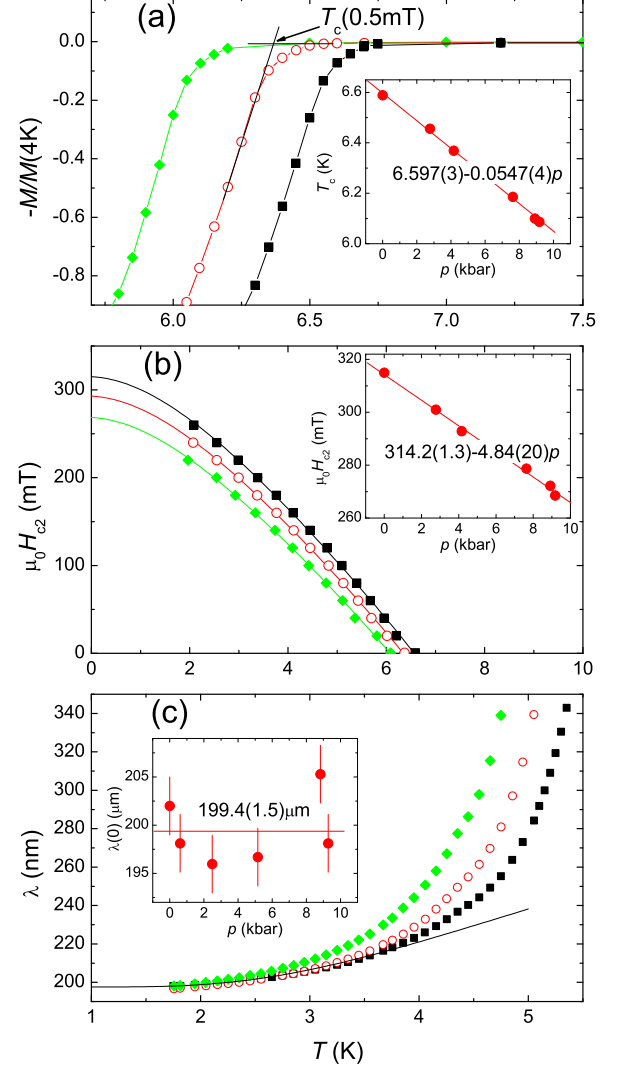 (a)
T_c(0.5mT)
0.0
-0.2
-0.4
-0.6
-0.8
-M/M(4K)
6.0 6.5 7.0 7.5
6.6
6.4
6.2
6.0
T_c (K)
6.597(3)-0.0547(4)p
0 2 4 6 8 10
p (kbar)
(b)
300
200
100
0
μ₀H_c2 (mT)
0 2 4 6 8 10
320
300
280
260
μ₀H_c2 (mT)
314.2(1.3)-4.84(20)p
0 2 4 6 8 10
p (kbar)
(c)
340
320
300
280
260
240
220
200
λ (nm)
205
200
195
λ(0) (μm)
199.4(1.5)μm
0 2 4 6 8 10
p (kbar)
1 2 3 4 5
T (K)